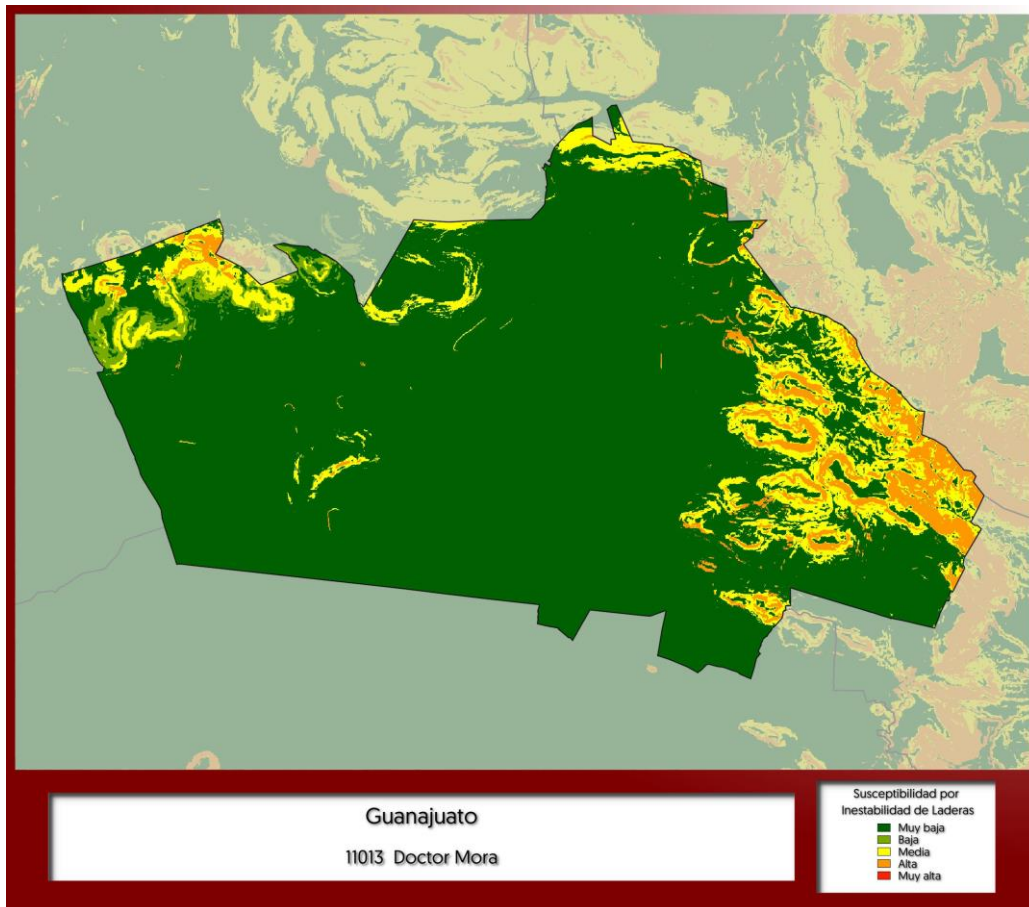 Guanajuato
11013 Doctor Mora
Susceptibilidad por
Inestabilidad de Laderas
Muy baja
Baja
Media
Alta
Muy alta